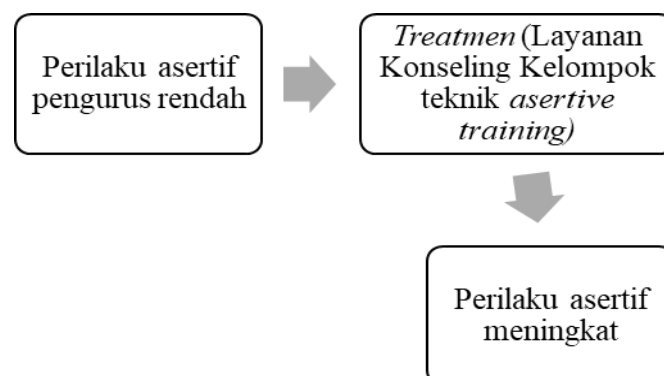 Perilaku asertif
pengurus rendah
Treatmen (Layanan
Konseling Kelompok
teknik asertive
training)
Perilaku asertif
meningkat